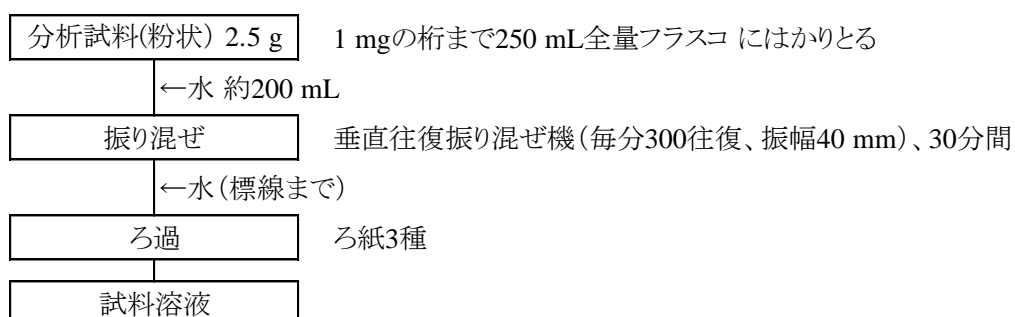 分析試料(粉状) 2.5 g 1 mgの桁まで250 mL全量フラスコ にはかりとる
←水 約200 mL
振り混ぜ 垂直往復振り混ぜ機(毎分300往復、振幅40 mm)、30分間
←水(標線まで)
ろ過 ろ紙3種
試料溶液